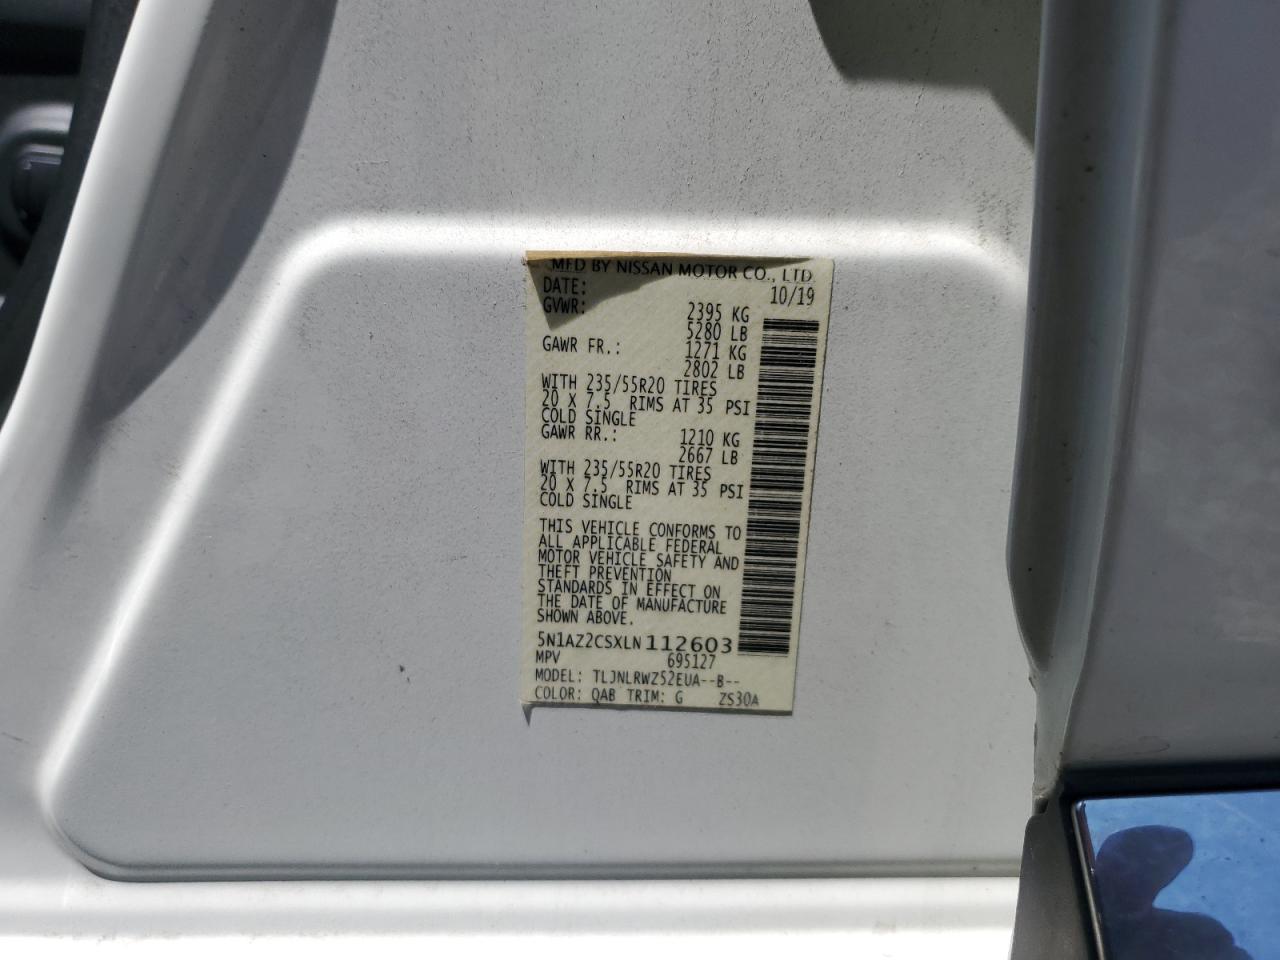 MFD BY NISSAN MOTOR CO., LTD.
DATE: 10/19
GVWR: 2395 KG
5280 LB
GAWR FR.: 1271 KG
2802 LB
WITH 235/55R20 TIRES
20 X 7.5 RIMS AT 35 PSI
COLD SINGLE
GAWR RR.: 1210 KG
2667 LB
WITH 235/55R20 TIRES
20 X 7.5 RIMS AT 35 PSI
COLD SINGLE
THIS VEHICLE CONFORMS TO
ALL APPLICABLE FEDERAL
MOTOR VEHICLE SAFETY AND
THEFT PREVENTION
STANDARDS IN EFFECT ON
THE DATE OF MANUFACTURE
SHOWN ABOVE.
5N1AZ2CSXLN112603
MPV 695127
MODEL: TLJNLRWZ52EUA--B--
COLOR: QAB TRIM: G ZS30A